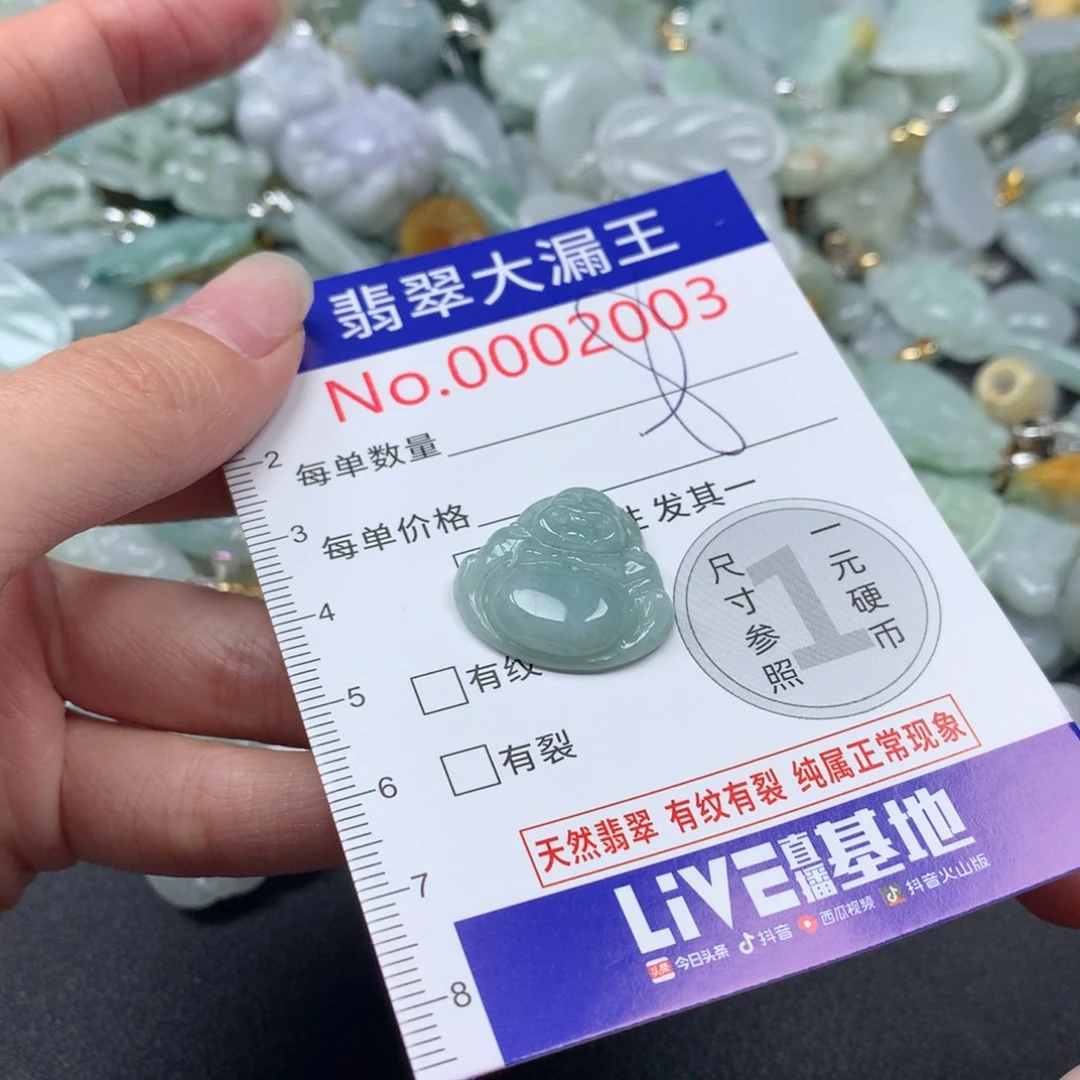 翡翠大漏王
No.0002003
每单数量
每单价格
发其一
2
3
4
5
6
7
8
有纹
有裂
尺寸参照
1
一元硬币
天然翡翠 有纹有裂 纯属正常现象
LiVE直播基地
头条 今日头条 抖音 西瓜视频 抖音火山版